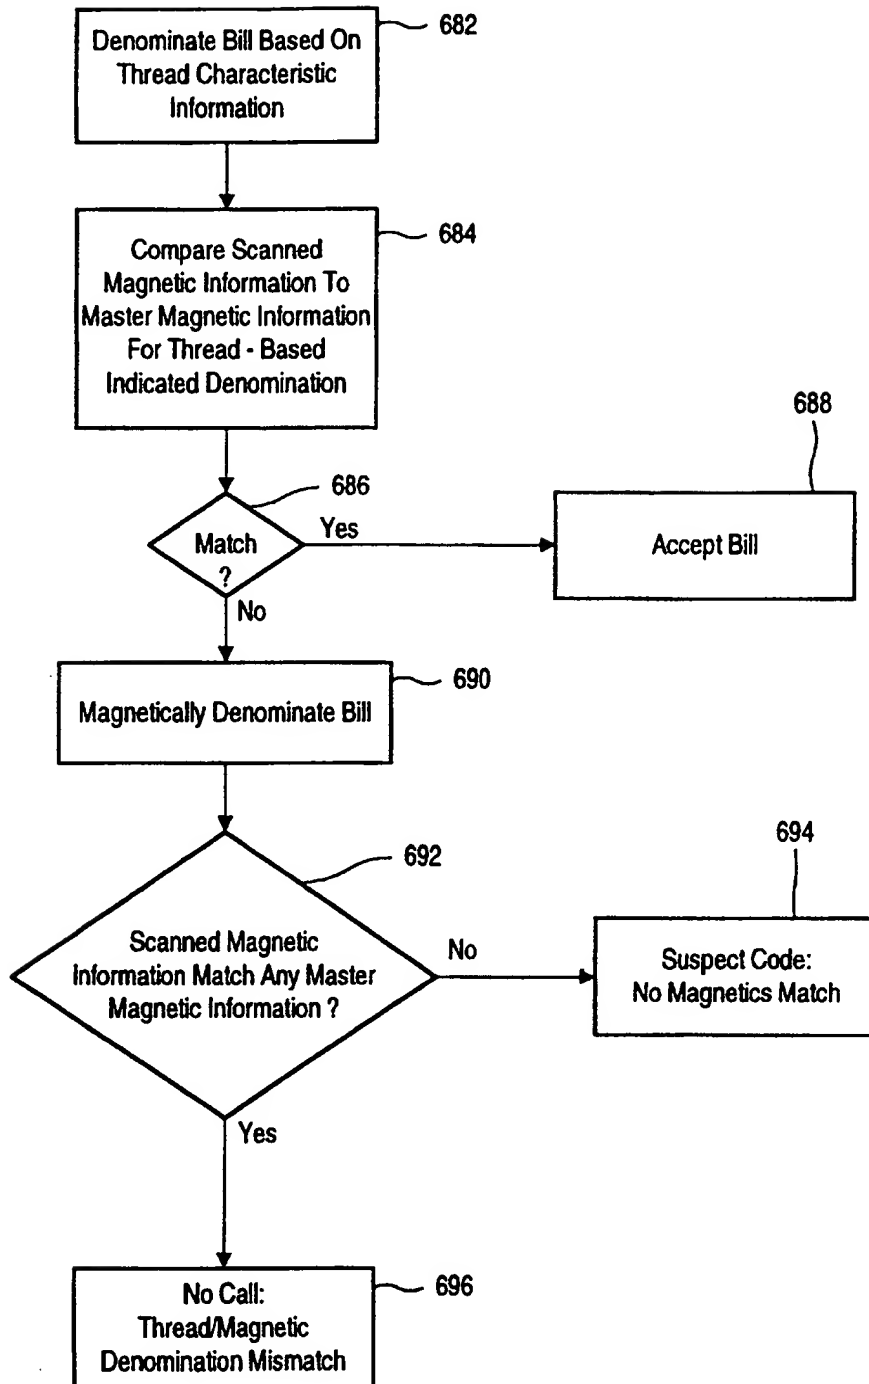 Denominate Bill Based On
Thread Characteristic
Information
682
Compare Scanned
Magnetic Information To
Master Magnetic Information
For Thread - Based
Indicated Denomination
684
686
Match
?
Yes
No
688
Accept Bill
Magnetically Denominate Bill
690
692
Scanned Magnetic
Information Match Any Master
Magnetic Information ?
No
Yes
694
Suspect Code:
No Magnetics Match
No Call:
Thread/Magnetic
Denomination Mismatch
696